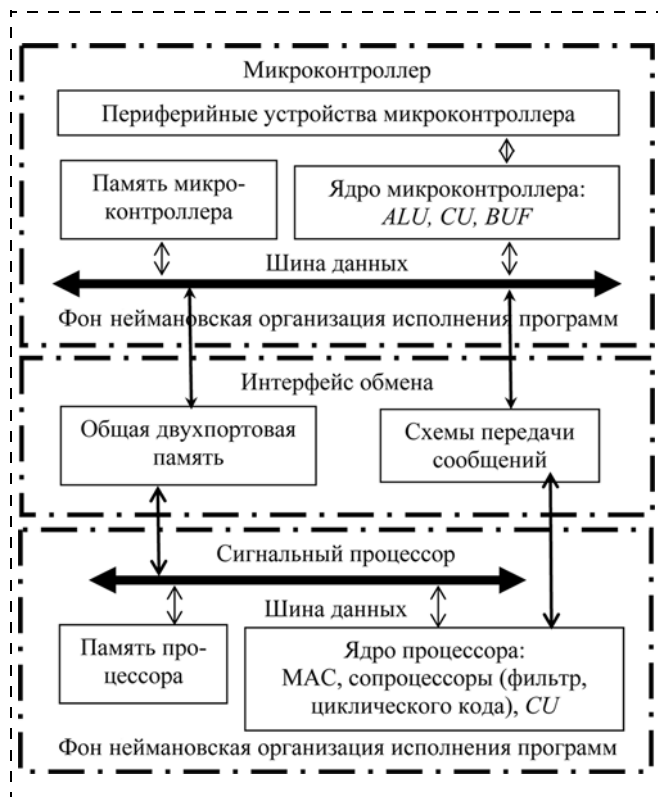 Микроконтроллер
Периферийные устройства микроконтроллера
Память микро-
контроллера
Ядро микроконтроллера:
ALU, CU, BUF
Шина данных
Фон неймановская организация исполнения программ
Интерфейс обмена
Общая двухпортовая
память
Схемы передачи
сообщений
Сигнальный процессор
Шина данных
Память про-
цессора
Ядро процессора:
МАС, сопроцессоры (фильтр,
циклического кода), CU
Фон неймановская организация исполнения программ